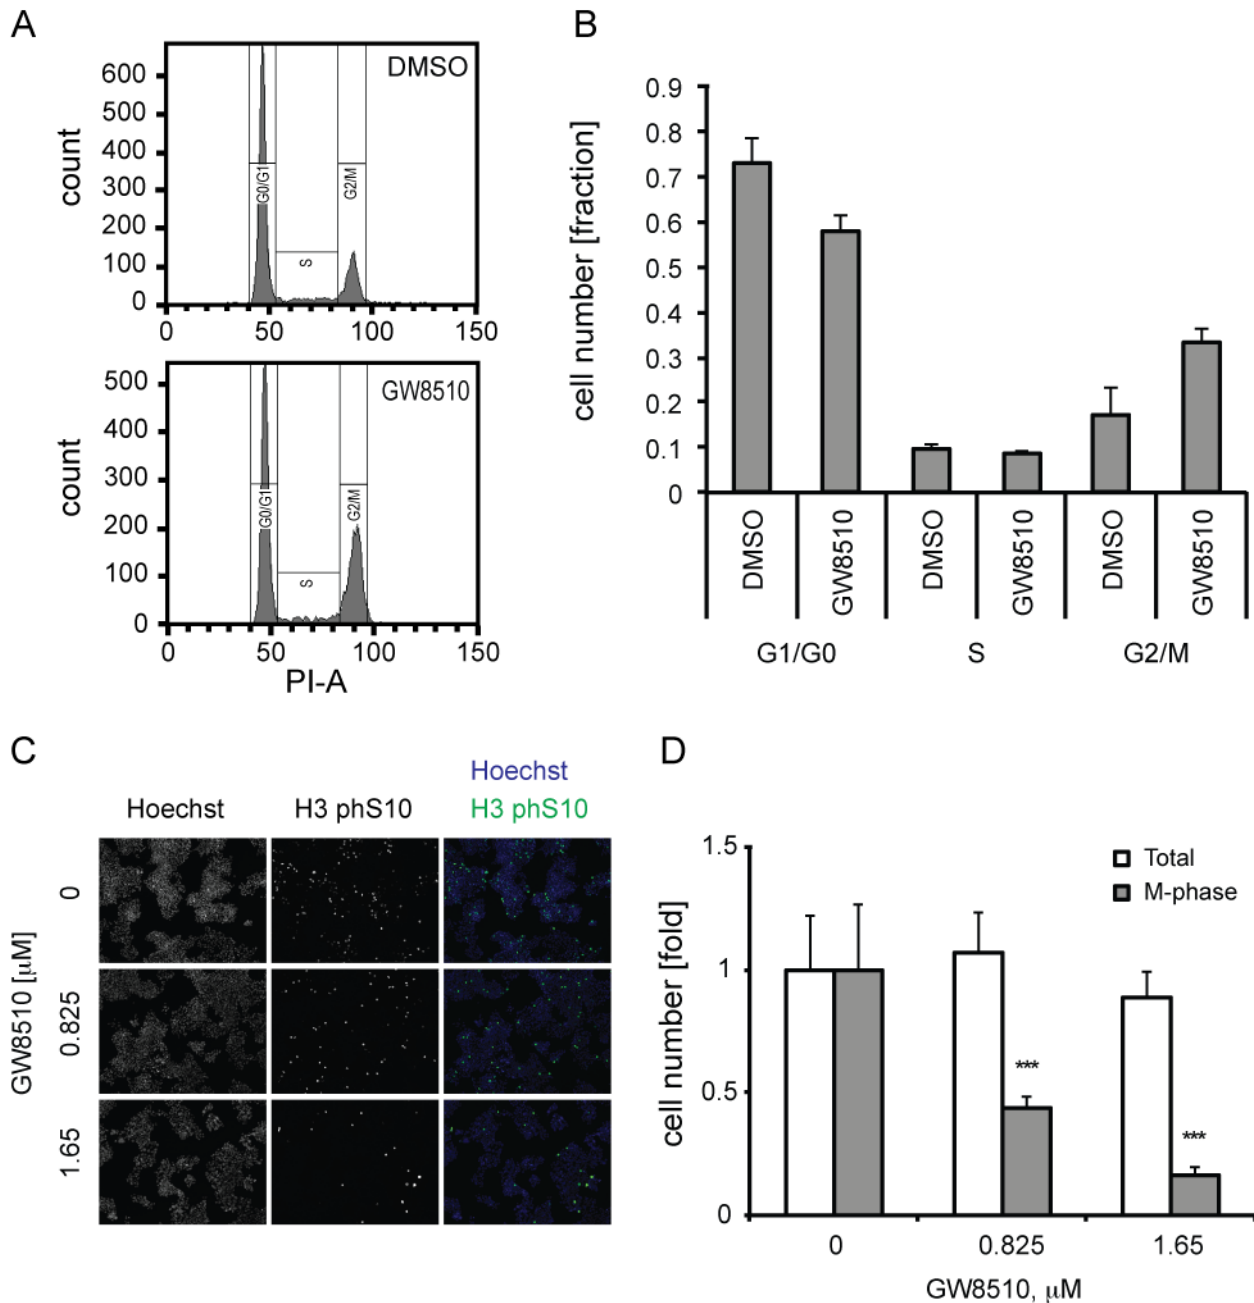 A
DMSO
600
500
400
300
200
100
0
count
G0/G1
S
G2/M
0 50 100 150
GW8510
500
400
300
200
100
0
count
G0/G1
S
G2/M
0 50 100 150
PI-A
B
0.9
0.8
0.7
0.6
0.5
0.4
0.3
0.2
0.1
0
cell number [fraction]
DMSO GW8510 DMSO GW8510 DMSO GW8510
G1/G0 S G2/M
C
Hoechst
Hoechst H3 phS10 H3 phS10
GW8510 [μM]
0
0.825
1.65
D
1.5
1
0.5
0
cell number [fold]
Total
M-phase
***
***
0 0.825 1.65
GW8510, μM